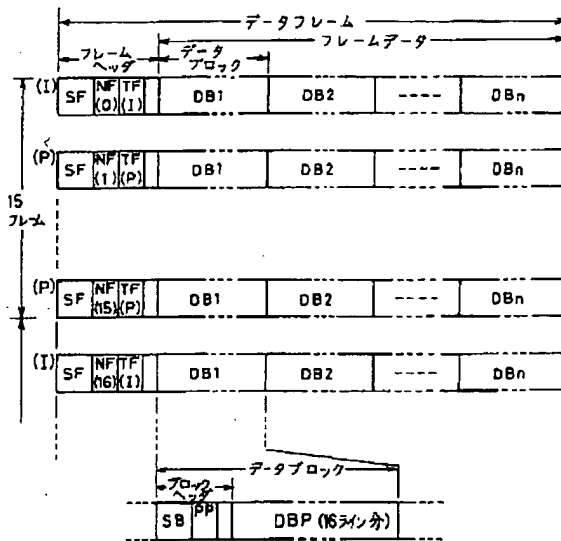 データフレーム
フレームデータ
フレームヘッダ
データブロック
(I) SF NF(0) TF(I) DB1 DB2 ---- DBn
(P) SF NF(1) TF(P) DB1 DB2 ---- DBn
15フレーム
(P) SF NF(15) TF(P) DB1 DB2 ---- DBn
(I) SF NF(16) TF(I) DB1 DB2 ---- DBn
データブロック
ブロックヘッダ
SB PP DBP (16ライン分)